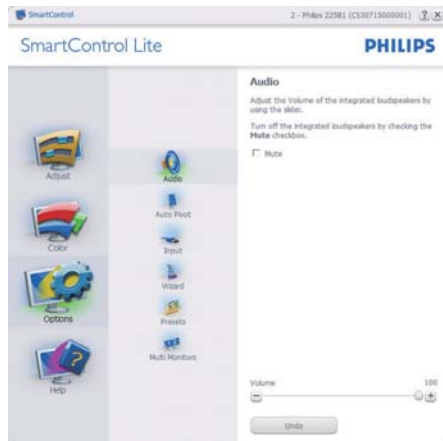 SmartControl
2 - Philips 225B1 (CS30715000001)
SmartControl Lite
PHILIPS
Adjust
Color
Options
Help
Audio
Auto Pivot
Input
Wizard
Presets
Multi Monitors
Audio
Adjust the Volume of the integrated loudspeakers by
using the slider.
Turn off the integrated loudspeakers by checking the
Mute checkbox.
Mute
Volume
100
Undo